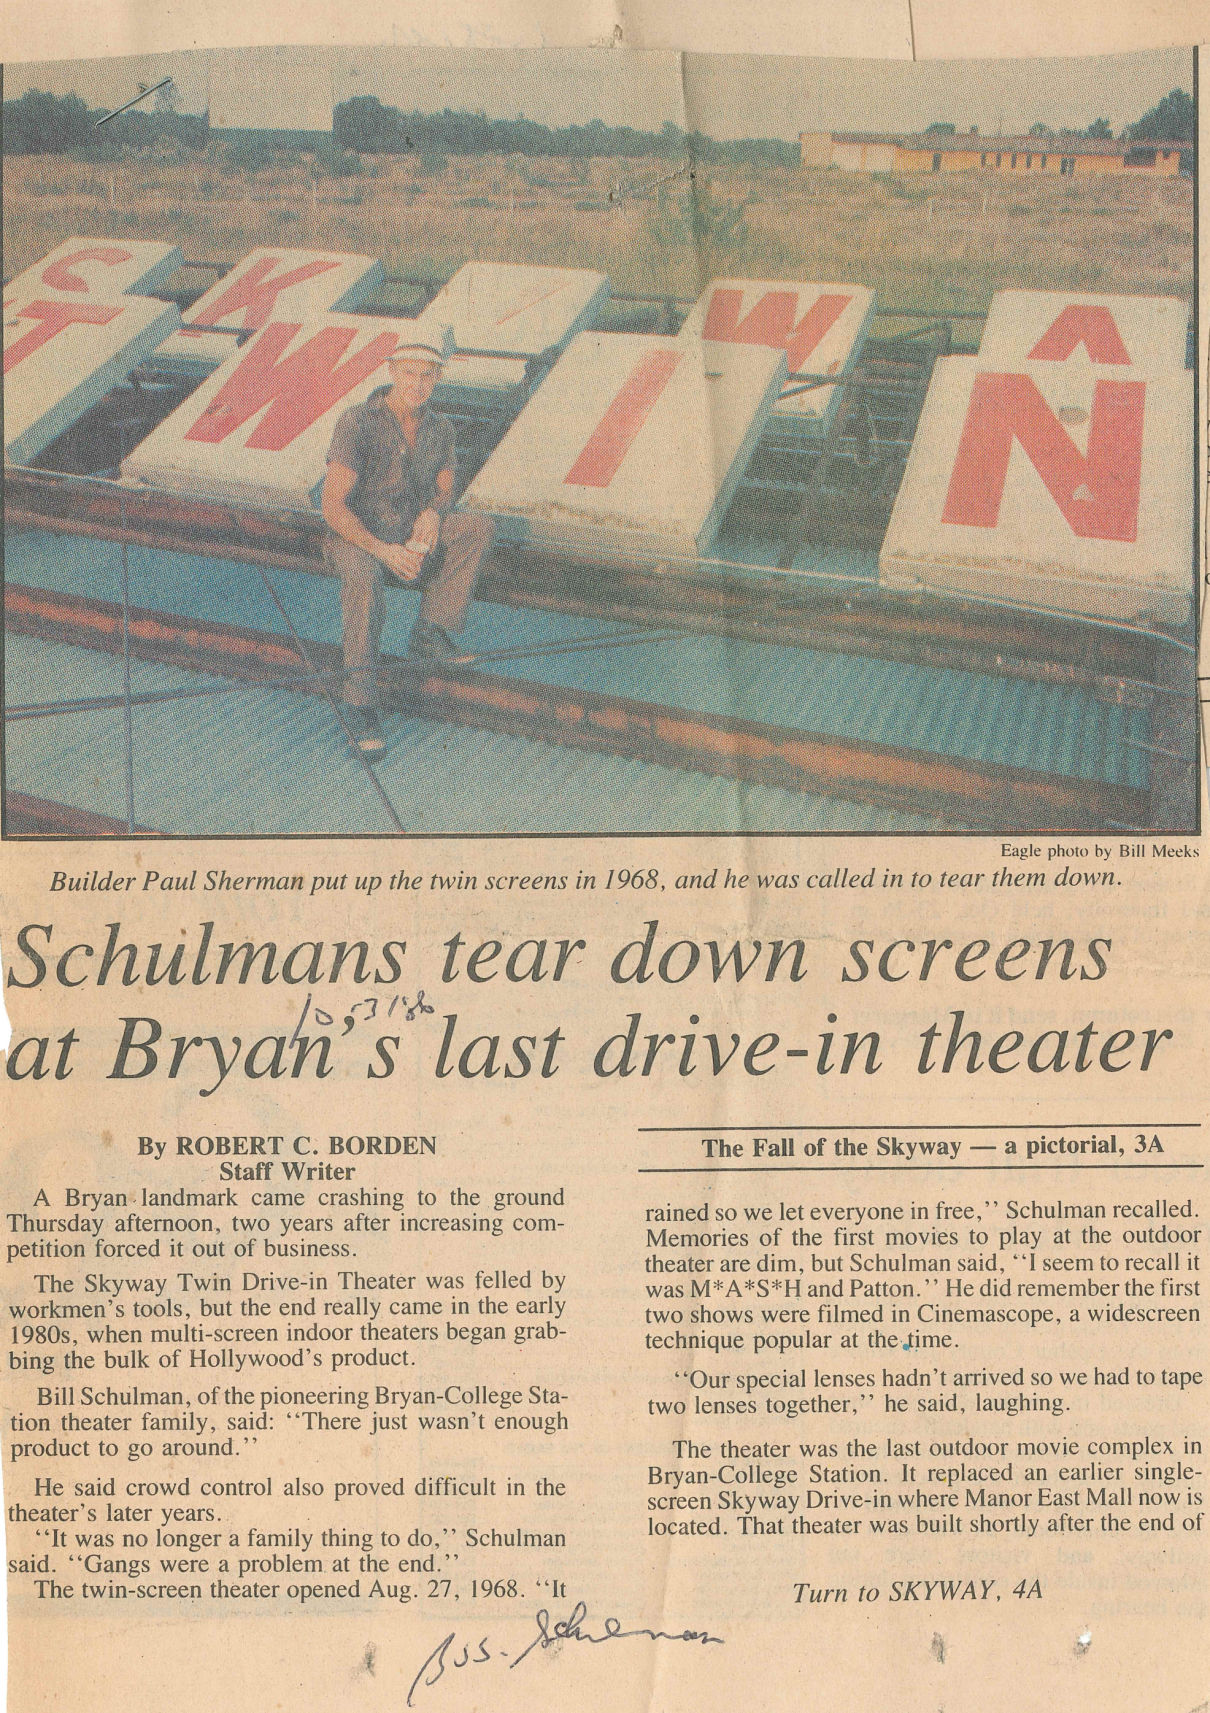 S K Y W A
T W I N
Eagle photo by Bill Meeks
Builder Paul Sherman put up the twin screens in 1968, and he was called in to tear them down.
Schulmans tear down screens
at Bryan's last drive-in theater
By ROBERT C. BORDEN
Staff Writer
A Bryan landmark came crashing to the ground
Thursday afternoon, two years after increasing com-
petition forced it out of business.
The Skyway Twin Drive-in Theater was felled by
workmen's tools, but the end really came in the early
1980s, when multi-screen indoor theaters began grab-
bing the bulk of Hollywood's product.
Bill Schulman, of the pioneering Bryan-College Sta-
tion theater family, said: ‘‘There just wasn't enough
product to go around.’’
He said crowd control also proved difficult in the
theater's later years.
‘‘It was no longer a family thing to do,’’ Schulman
said. ‘‘Gangs were a problem at the end.’’
The twin-screen theater opened Aug. 27, 1968. ‘‘It
The Fall of the Skyway — a pictorial, 3A
rained so we let everyone in free,’’ Schulman recalled.
Memories of the first movies to play at the outdoor
theater are dim, but Schulman said, ‘‘I seem to recall it
was M*A*S*H and Patton.’’ He did remember the first
two shows were filmed in Cinemascope, a widescreen
technique popular at the time.
‘‘Our special lenses hadn't arrived so we had to tape
two lenses together,’’ he said, laughing.
The theater was the last outdoor movie complex in
Bryan-College Station. It replaced an earlier single-
screen Skyway Drive-in where Manor East Mall now is
located. That theater was built shortly after the end of
Turn to SKYWAY, 4A
Schulman